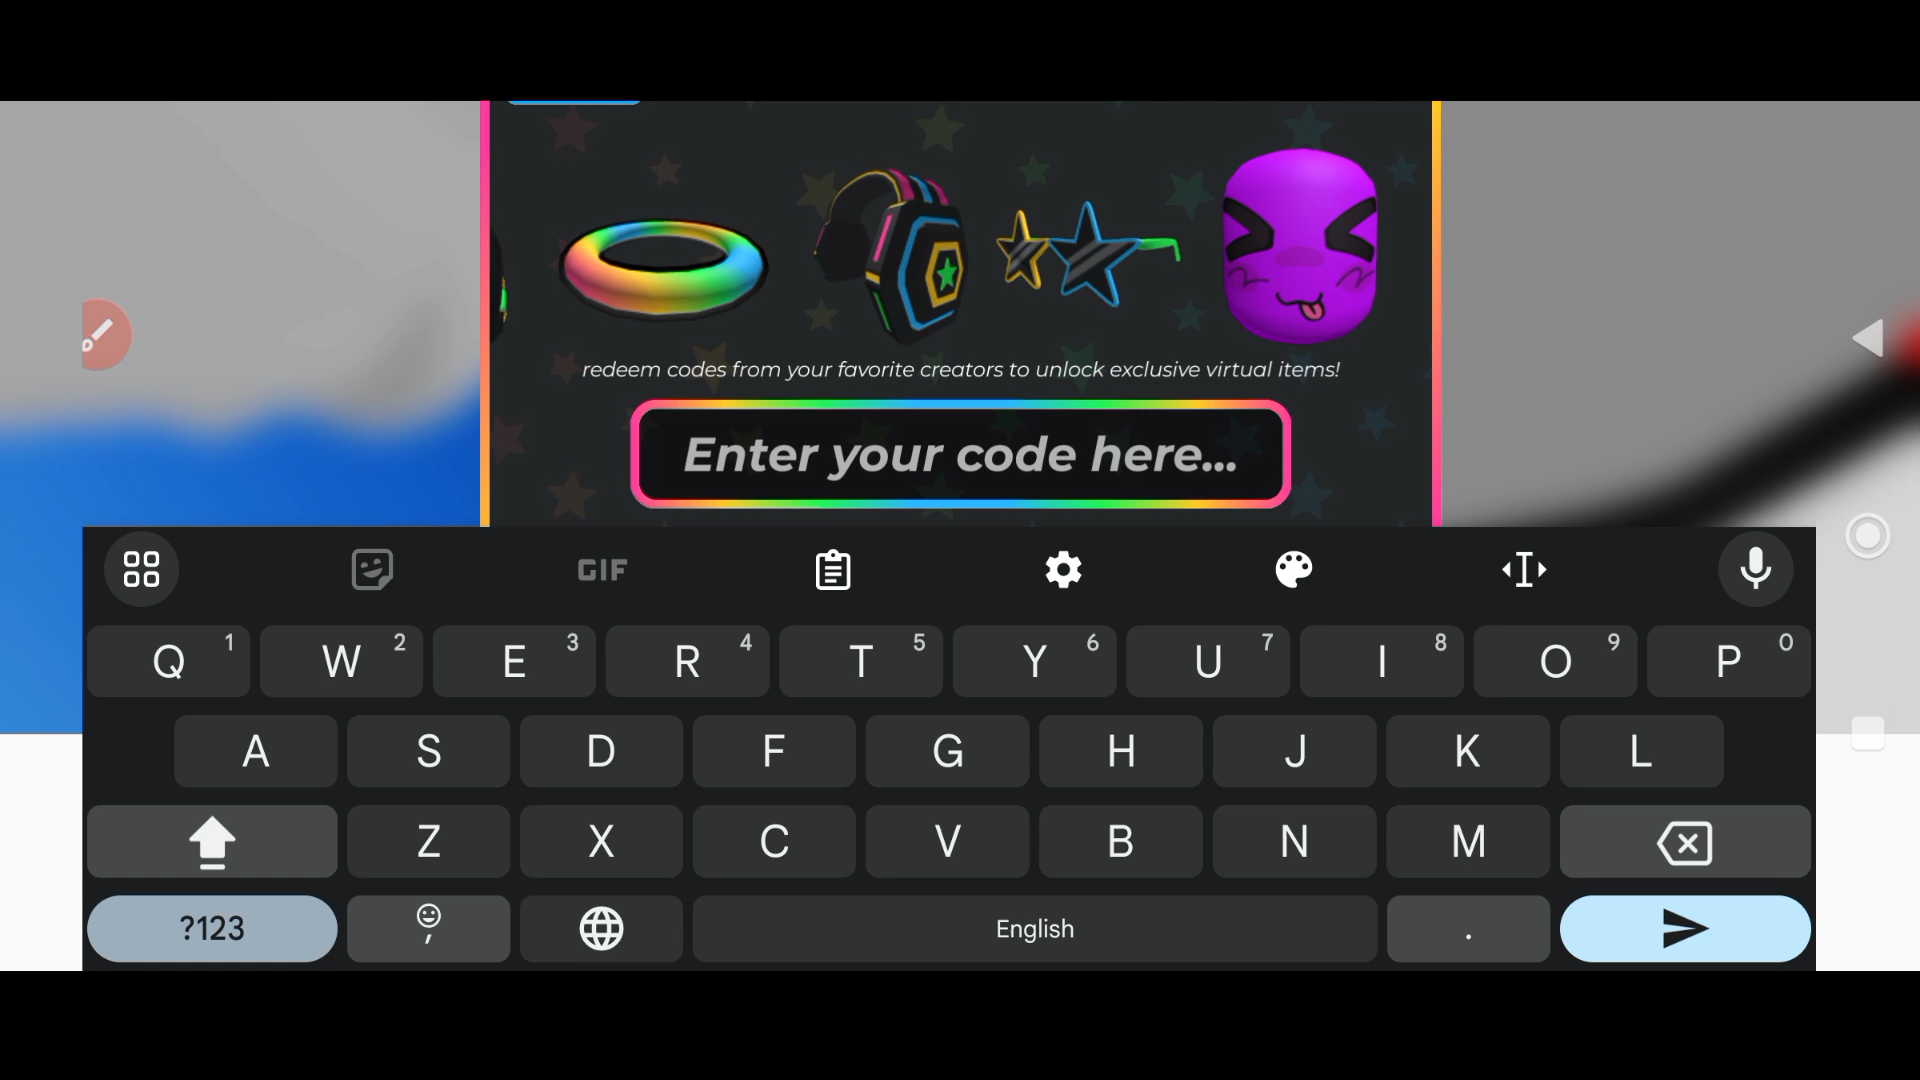 redeem codes from your favorite creators to unlock exclusive virtual items!
Enter your code here...
GIF
Q 1 W 2 E 3 R 4 T 5 Y 6 U 7 I 8 O 9 P 0
A S D F G H J K L
Z X C V B N M
?123 , English .